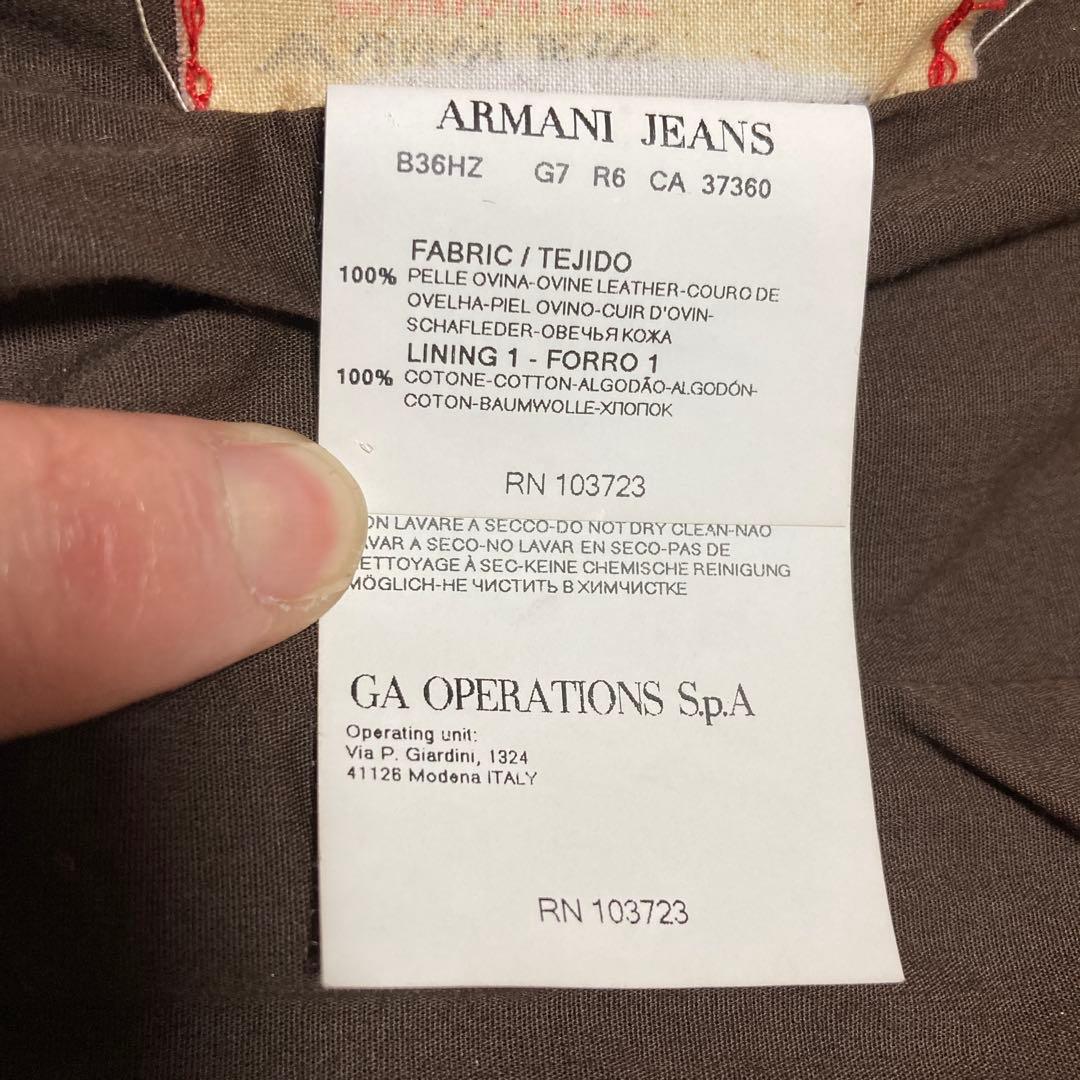 ARMANI JEANS
B36HZ G7 R6 CA 37360
FABRIC / TEJIDO
100% PELLE OVINA-OVINE LEATHER-COURO DE
OVELHA-PIEL OVINO-CUIR D'OVIN-
SCHAFLEDER-ОВЕЧЬЯ КОЖА
LINING 1 - FORRO 1
100% COTONE-COTTON-ALGODÃO-ALGODÓN-
COTON-BAUMWOLLE-ХЛОПОК
RN 103723
ON LAVARE A SECCO-DO NOT DRY CLEAN-NAO
VAR A SECO-NO LAVAR EN SECO-PAS DE
ETTOYAGE À SEC-KEINE CHEMISCHE REINIGUNG
MÖGLICH-НЕ ЧИСТИТЬ В ХИМЧИСТКЕ
GA OPERATIONS S.p.A
Operating unit:
Via P. Giardini, 1324
41126 Modena ITALY
RN 103723